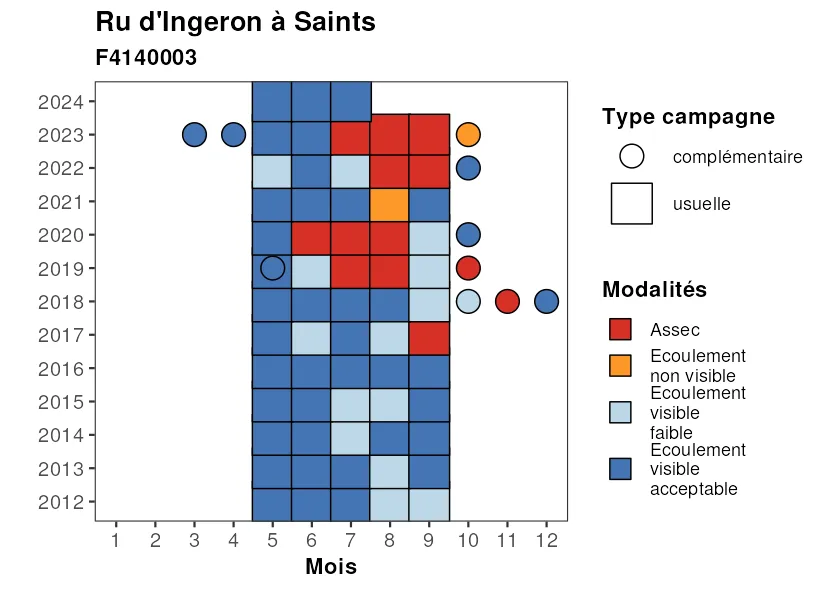 Ru d'Ingeron à Saints
F4140003
2024
2023
2022
2021
2020
2019
2018
2017
2016
2015
2014
2013
2012
1 2 3 4 5 6 7 8 9 10 11 12
Mois
Type campagne
complémentaire
usuelle
Modalités
Assec
Ecoulement
non visible
Ecoulement
visible
faible
Ecoulement
visible
acceptable